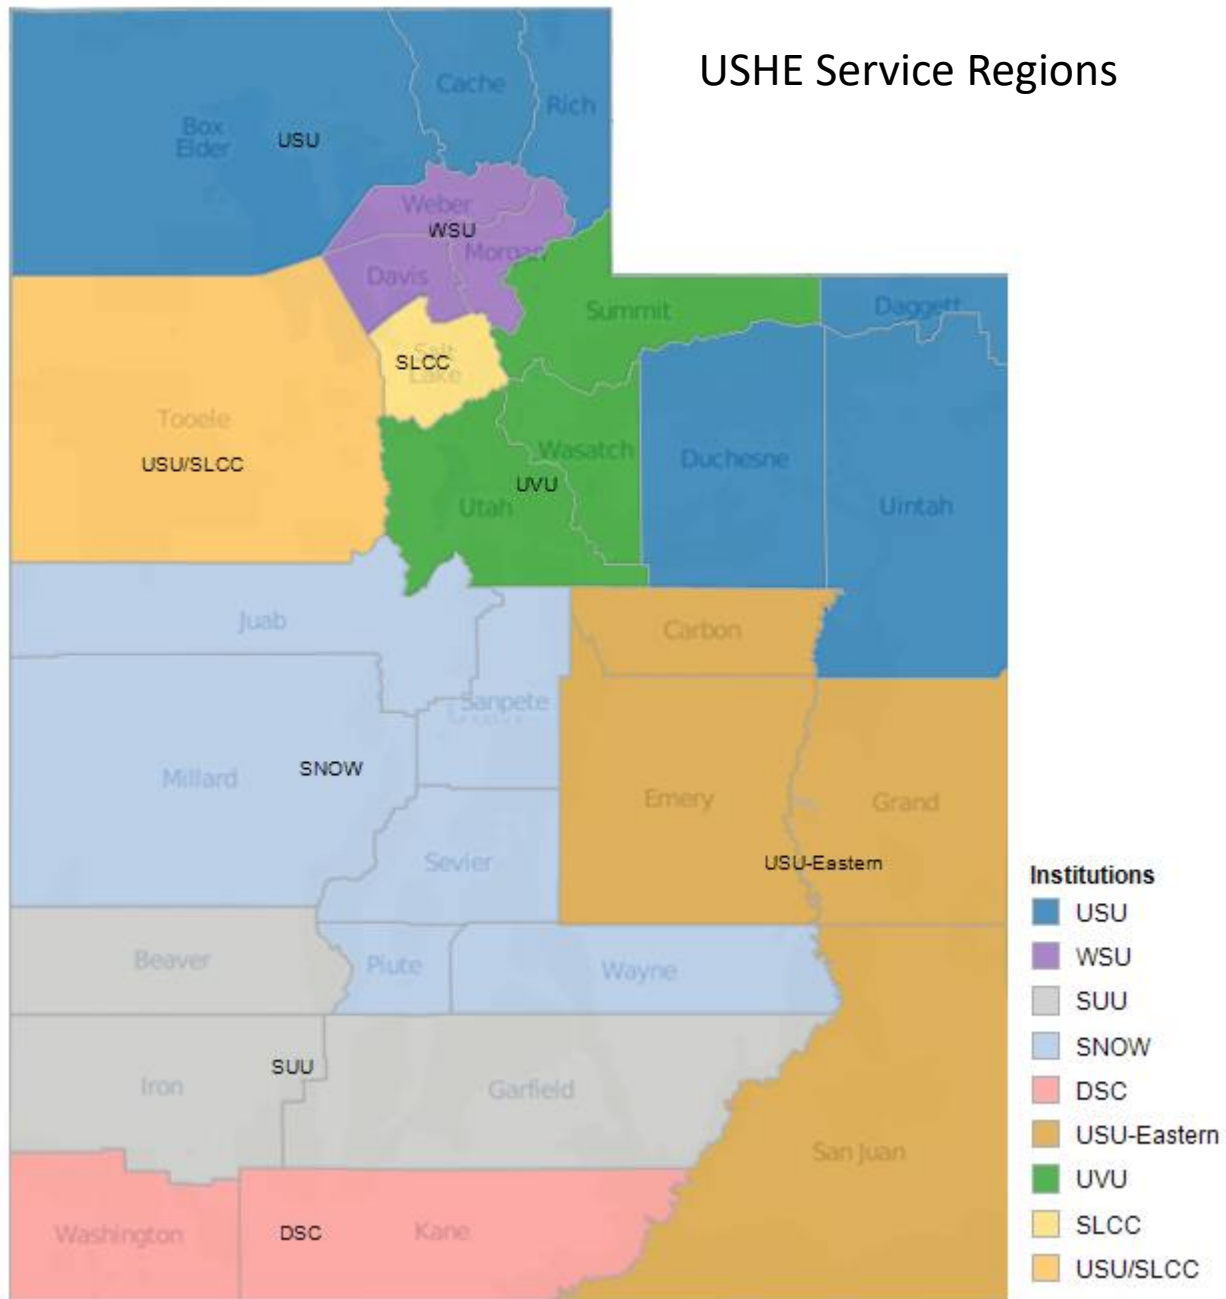 USHE Service Regions
Cache
Rich
Box
Elder
USU
Weber
WSU
Morgan
Davis
Summit
Daggett
Salt
Lake
SLCC
Tooele
USU/SLCC
Wasatch
Duchesne
UVU
Utah
Uintah
Juab
Carbon
Sanpete
Millard
SNOW
Emery
Grand
Sevier
USU-Eastern
Beaver
Piute
Wayne
SUU
Iron
Garfield
San Juan
Washington
DSC
Kane
Institutions
USU
WSU
SUU
SNOW
DSC
USU-Eastern
UVU
SLCC
USU/SLCC